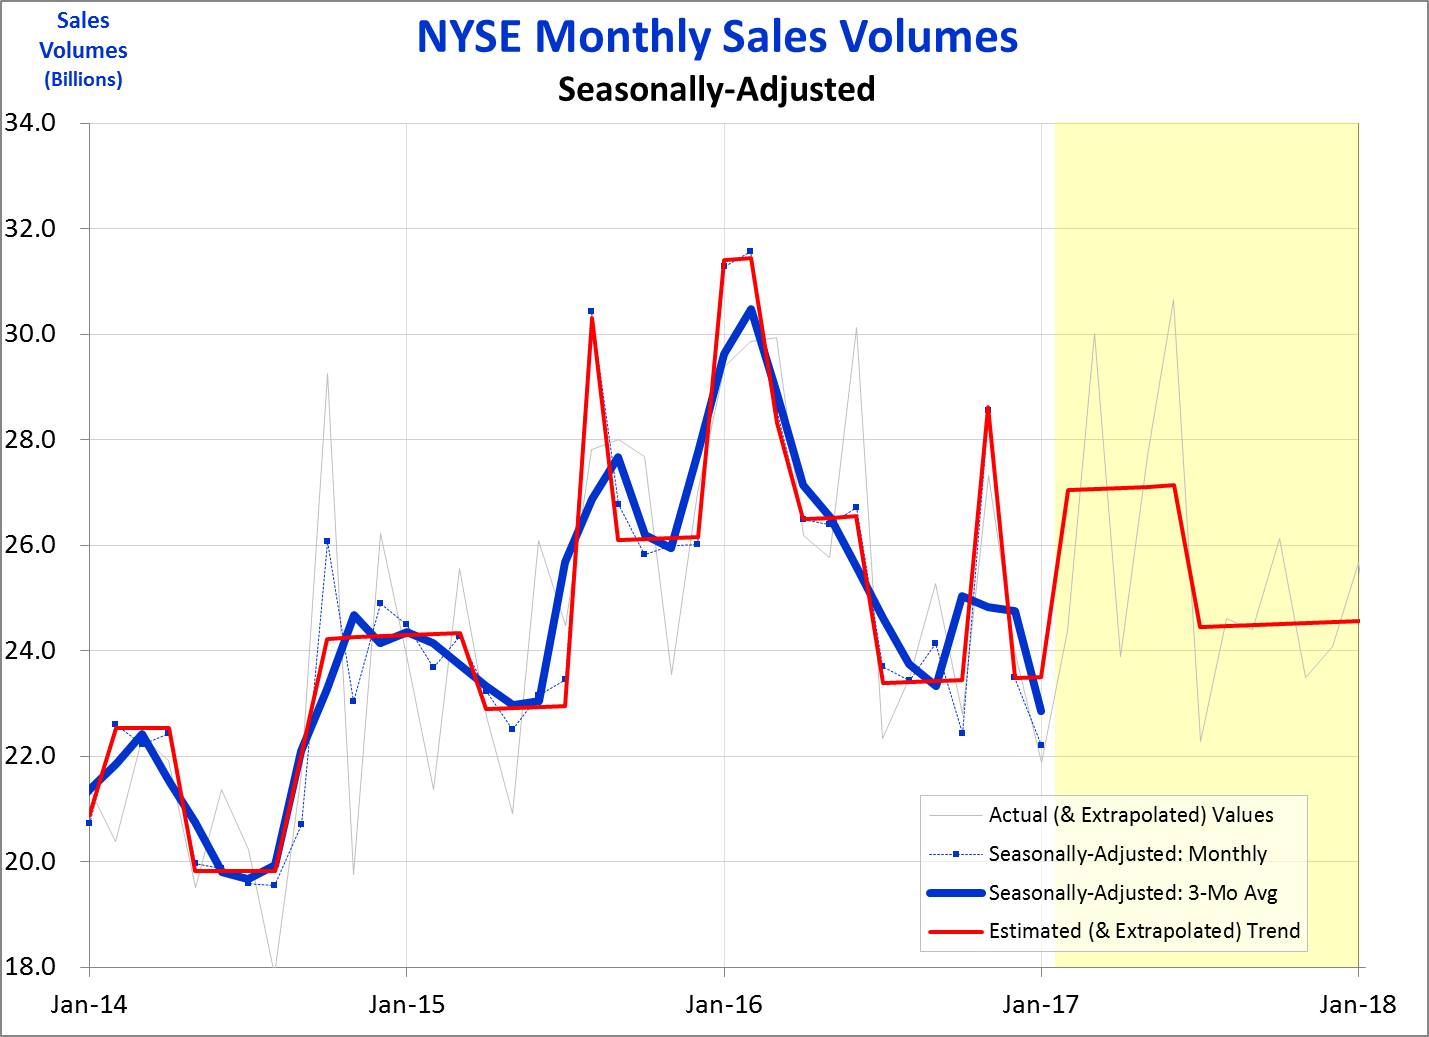 Sales
Volumes
(Billions)
NYSE Monthly Sales Volumes
Seasonally-Adjusted
34.0
32.0
30.0
28.0
26.0
24.0
22.0
20.0
18.0
Actual (& Extrapolated) Values
Seasonally-Adjusted: Monthly
Seasonally-Adjusted: 3-Mo Avg
Estimated (& Extrapolated) Trend
Jan-14
Jan-15
Jan-16
Jan-17
Jan-18